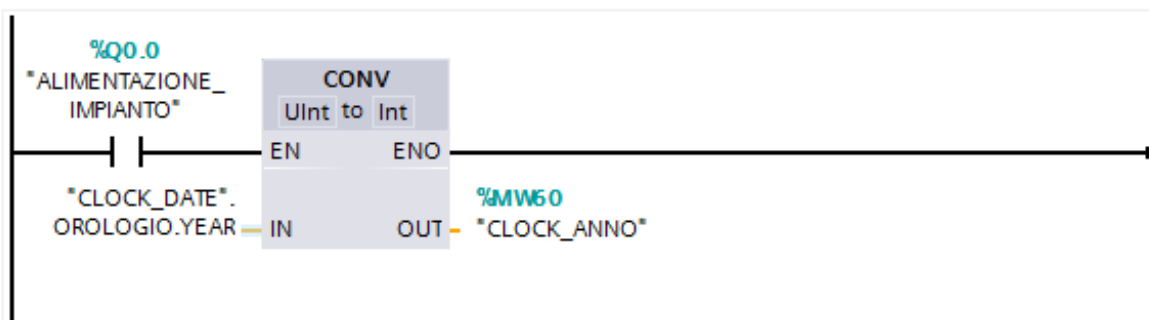 %Q0.0
"ALIMENTAZIONE_
IMPIANTO"
CONV
UInt to Int
EN ENO
"CLOCK_DATE".
OROLOGIO.YEAR
IN OUT
%MW60
"CLOCK_ANNO"